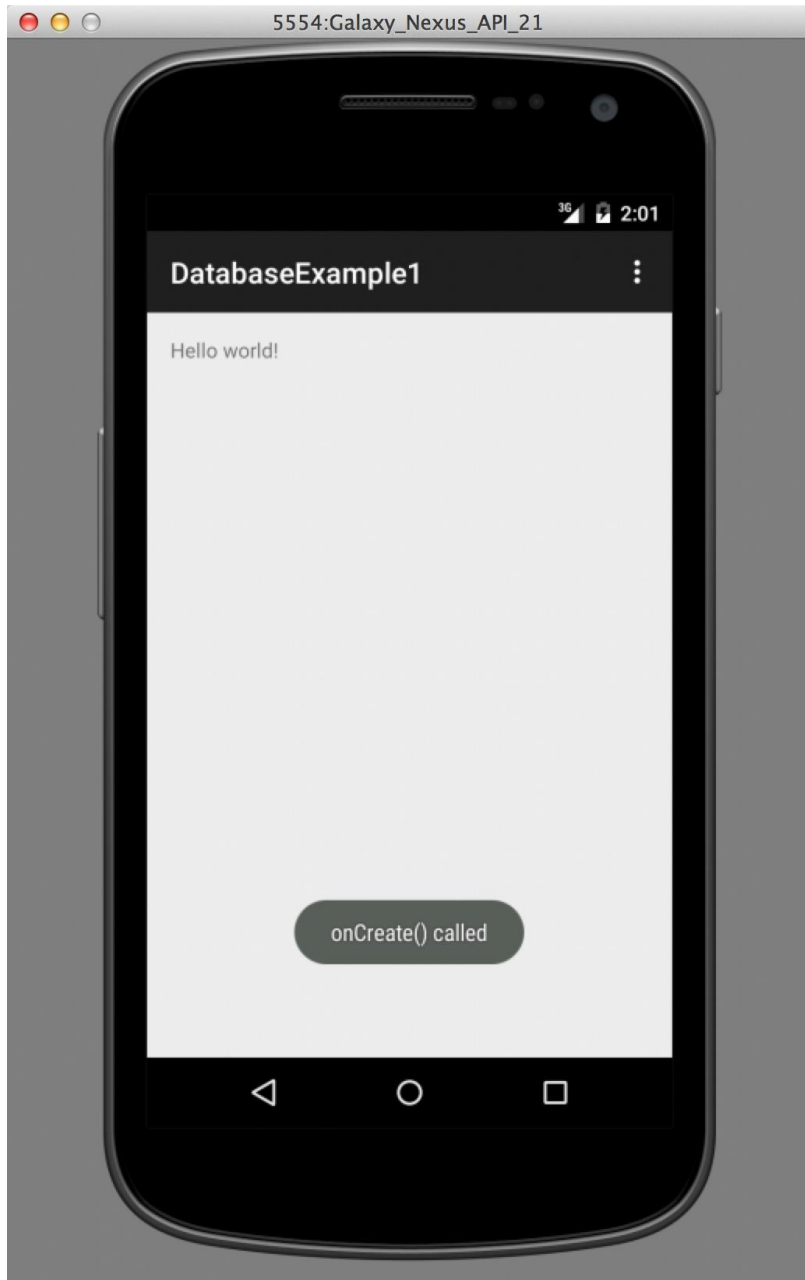 5554:Galaxy_Nexus_API_21
3G 2:01
DatabaseExample1
Hello world!
onCreate() called